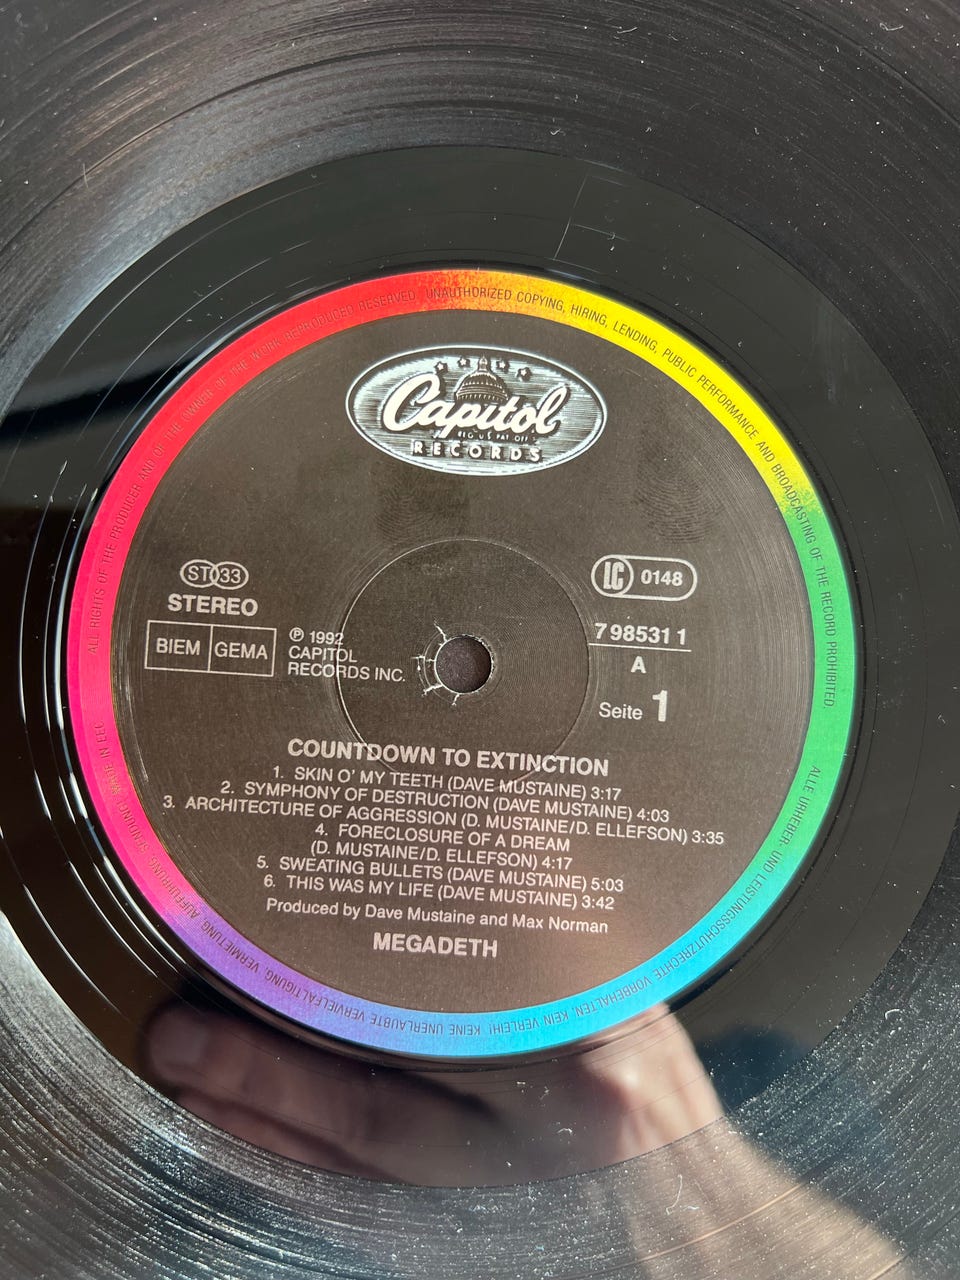 ALL RIGHTS OF THE PRODUCER AND OF THE OWNER OF THE WORK REPRODUCED RESERVED. UNAUTHORIZED COPYING, HIRING, LENDING, PUBLIC PERFORMANCE AND BROADCASTING OF THE RECORD PROHIBITED.
Capitol
REG. U.S. PAT. OFF.
RECORDS
ST 33
STEREO
BIEM GEMA
℗ 1992
CAPITOL
RECORDS INC.
LC 0148
7 98531 1
A
Seite 1
COUNTDOWN TO EXTINCTION
1. SKIN O' MY TEETH (DAVE MUSTAINE) 3:17
2. SYMPHONY OF DESTRUCTION (DAVE MUSTAINE) 4:03
3. ARCHITECTURE OF AGGRESSION (D. MUSTAINE/D. ELLEFSON) 3:35
4. FORECLOSURE OF A DREAM
(D. MUSTAINE/D. ELLEFSON) 4:17
5. SWEATING BULLETS (DAVE MUSTAINE) 5:03
6. THIS WAS MY LIFE (DAVE MUSTAINE) 3:42
Produced by Dave Mustaine and Max Norman
MEGADETH
ALLE URHEBER- UND LEISTUNGSSCHUTZRECHTE VORBEHALTEN. KEIN VERLEIH! KEINE UNERLAUBTE VERVIELFÄLTIGUNG, VERMIETUNG, AUFFÜHRUNG, SENDUNG! MADE IN EEC